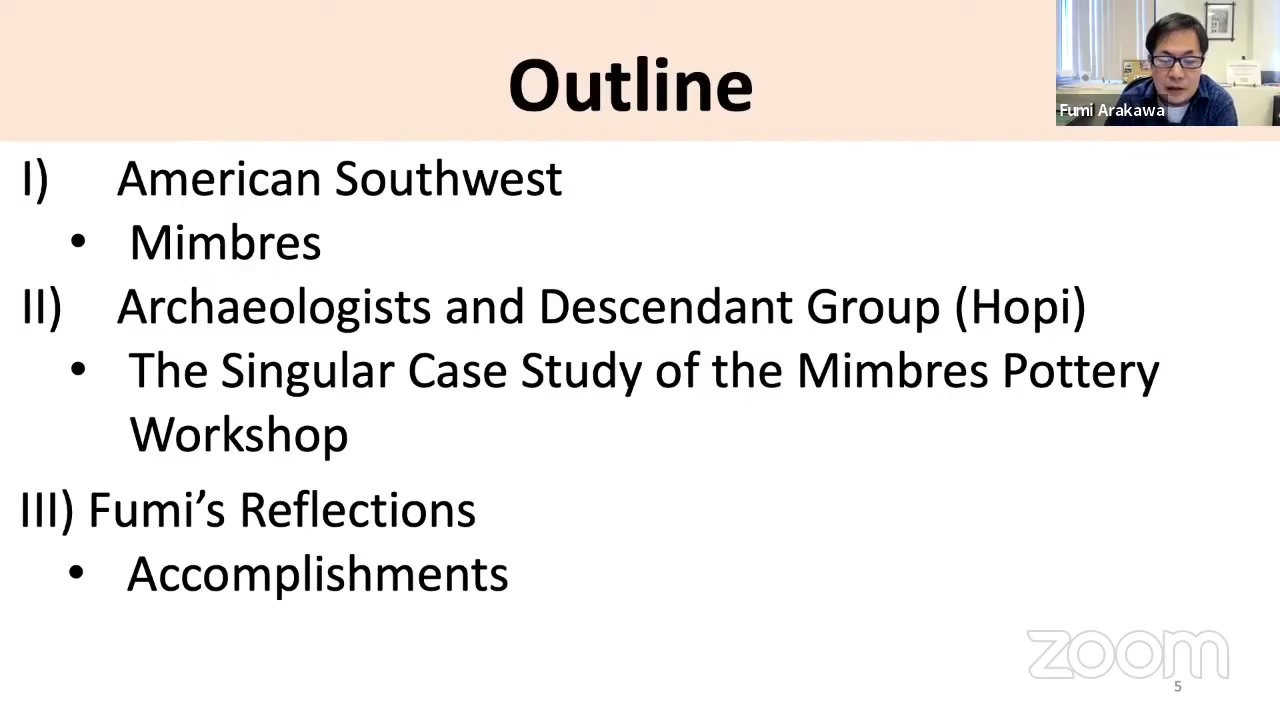 Outline
Fumi Arakawa
I) American Southwest
• Mimbres
II) Archaeologists and Descendant Group (Hopi)
• The Singular Case Study of the Mimbres Pottery
Workshop
III) Fumi’s Reflections
• Accomplishments
zoom
5